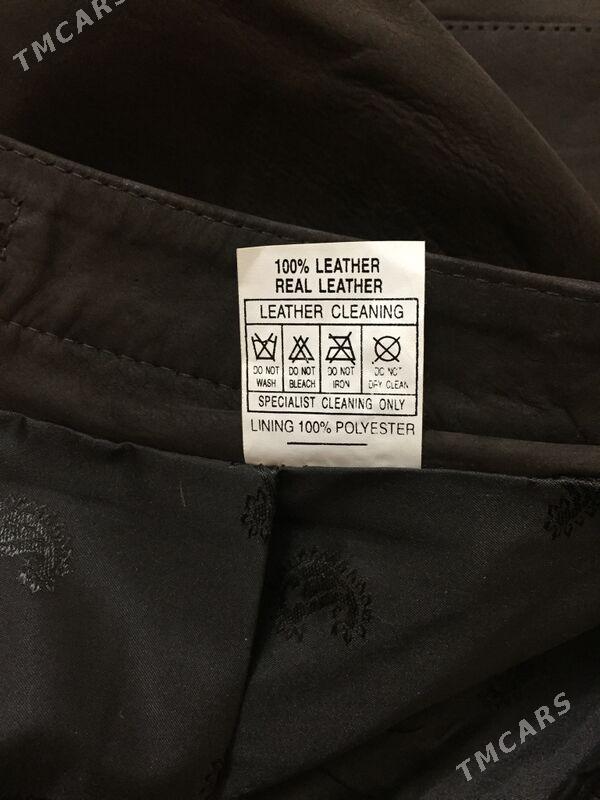 TMCARS
100% LEATHER
REAL LEATHER
LEATHER CLEANING
DO NOT WASH
DO NOT BLEACH
DO NOT IRON
DO NOT DRY CLEAN
SPECIALIST CLEANING ONLY
LINING 100% POLYESTER
TMCARS